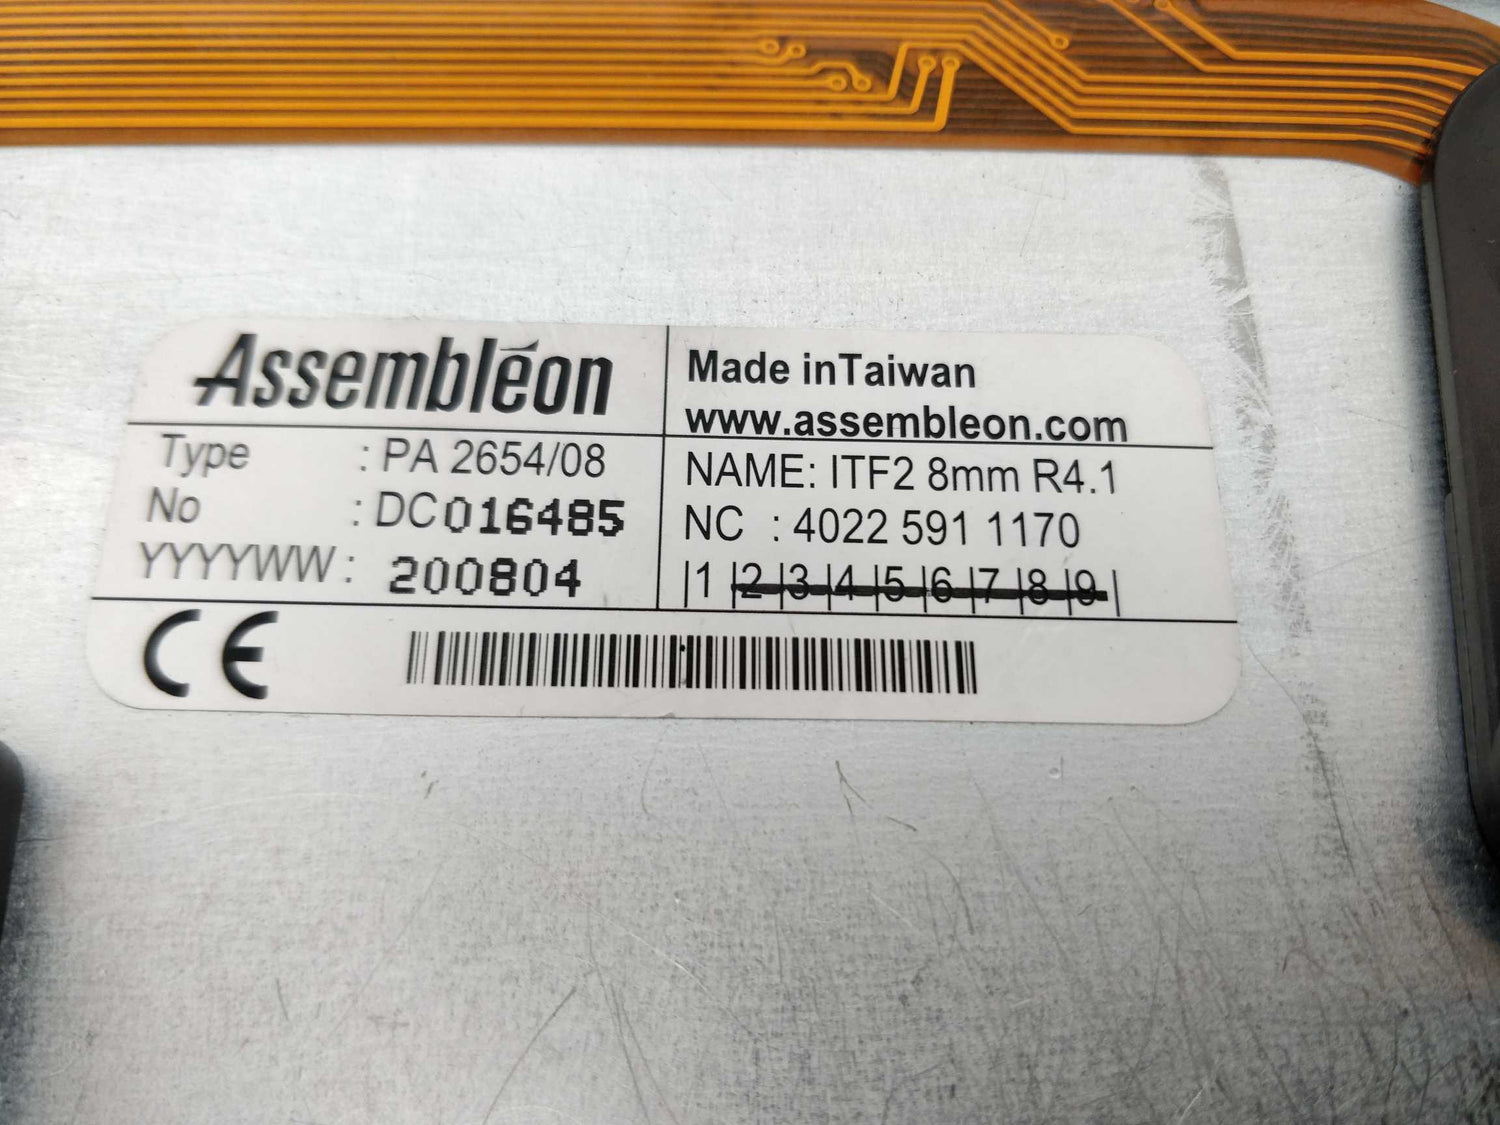 Assembléon
Made inTaiwan
www.assembleon.com
Type : PA 2654/08
No : DC016485
YYYYWW : 200804
NAME: ITF2 8mm R4.1
NC : 4022 591 1170
|1 |2 |3 |4 |5 |6 |7 |8 |9 |
CE